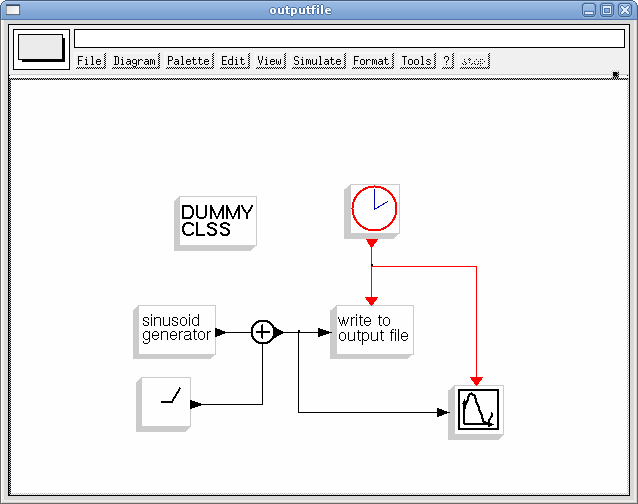 outputfile
File Diagram Palette Edit View Simulate Format Tools ? stop
DUMMY
CLSS
sinusoid
generator
write to
output file